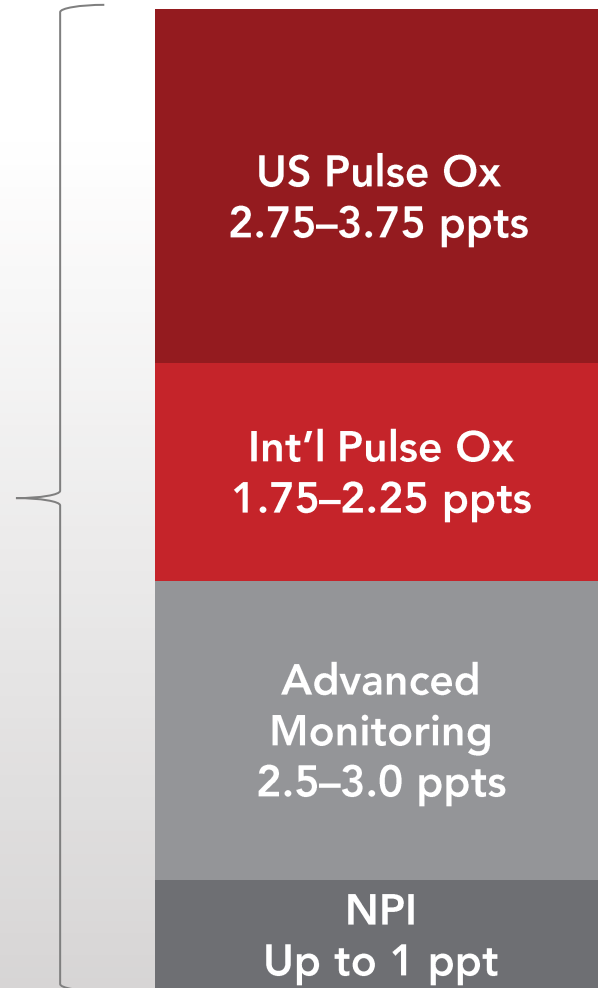 US Pulse Ox
2.75–3.75 ppts
Int’l Pulse Ox
1.75–2.25 ppts
Advanced
Monitoring
2.5–3.0 ppts
NPI
Up to 1 ppt